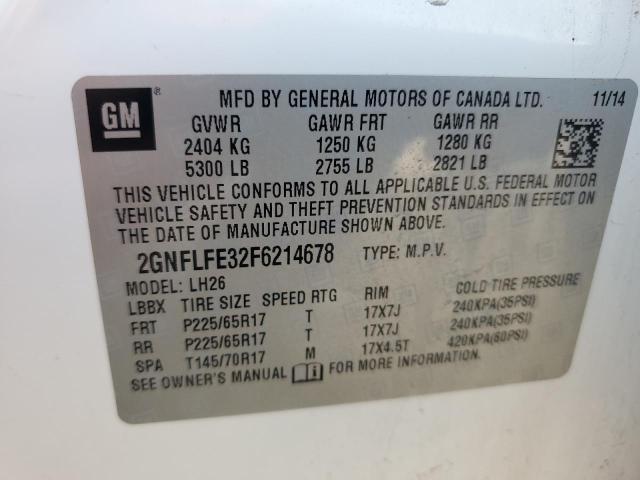 GM ® MFD BY GENERAL MOTORS OF CANADA LTD. 11/14
GVWR GAWR FRT GAWR RR
2404 KG 1250 KG 1280 KG
5300 LB 2755 LB 2821 LB
THIS VEHICLE CONFORMS TO ALL APPLICABLE U.S. FEDERAL MOTOR
VEHICLE SAFETY AND THEFT PREVENTION STANDARDS IN EFFECT ON
THE DATE OF MANUFACTURE SHOWN ABOVE.
2GNFLFE32F6214678 TYPE: M.P.V.
MODEL: LH26
LBBX TIRE SIZE SPEED RTG RIM COLD TIRE PRESSURE
FRT P225/65R17 T 17X7J 240KPA(35PSI)
RR P225/65R17 T 17X7J 240KPA(35PSI)
SPA T145/70R17 M 17X4.5T 420KPA(60PSI)
SEE OWNER'S MANUAL FOR MORE INFORMATION.